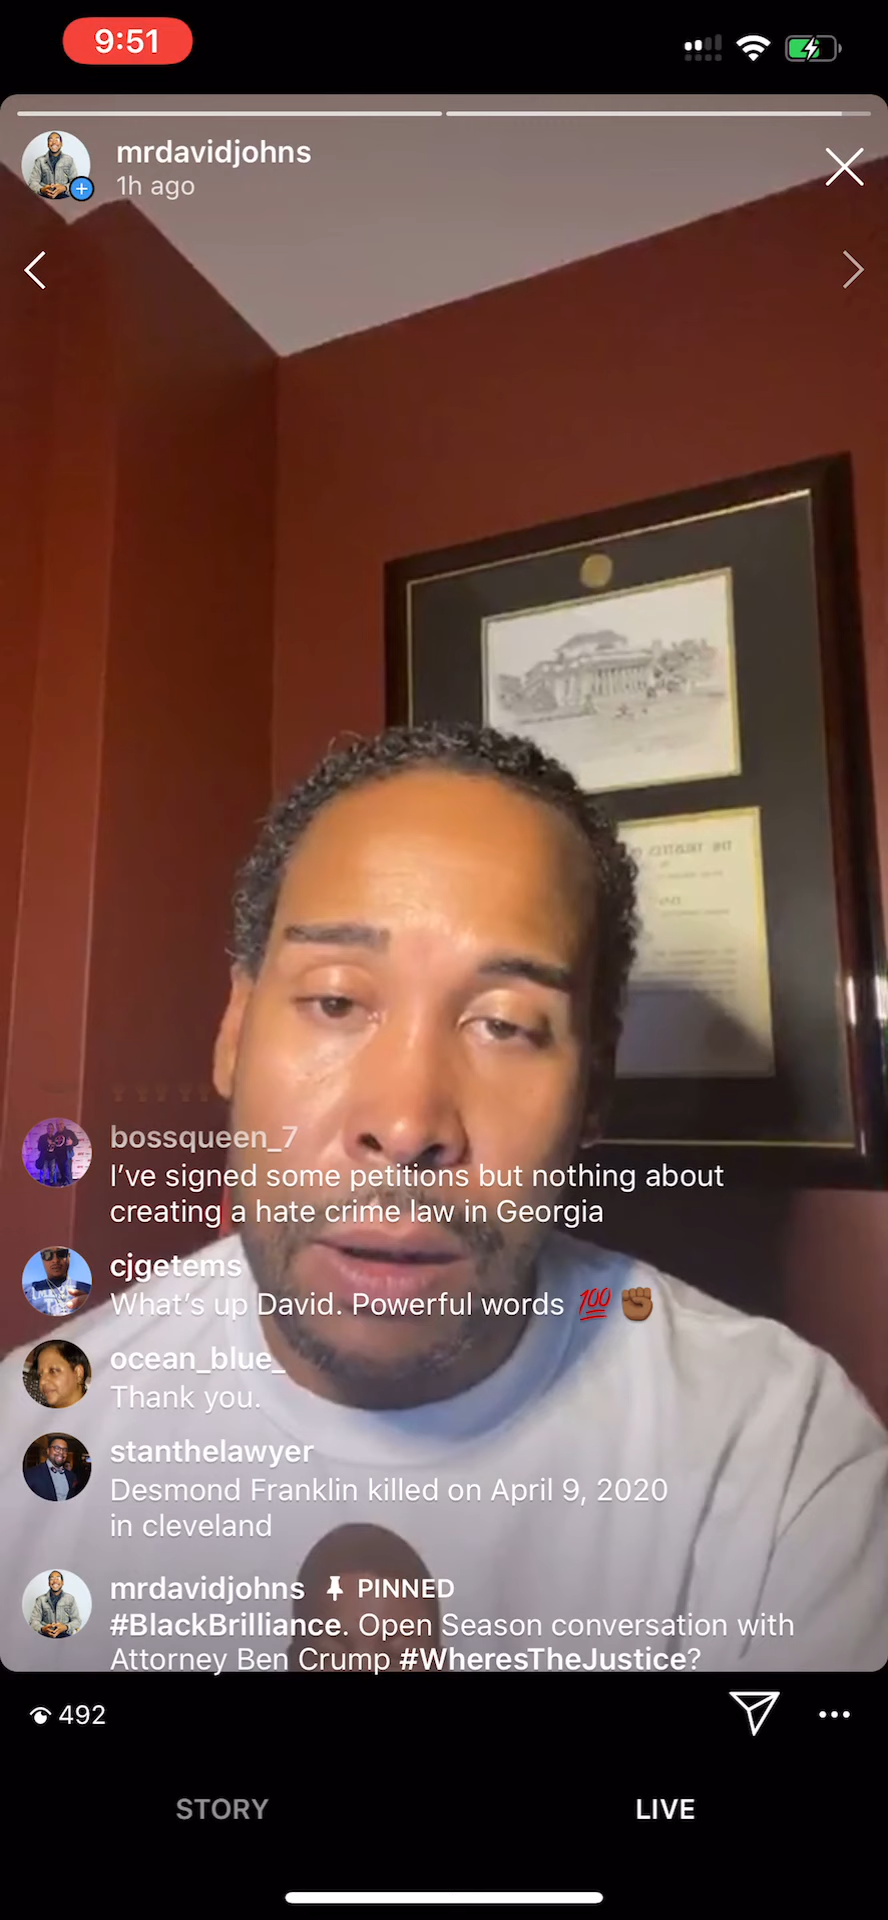 9:51
mrdavidjohns
1h ago
THE TRUSTEES
bossqueen_7
I've signed some petitions but nothing about
creating a hate crime law in Georgia
cjgetems
What's up David. Powerful words 💯 ✊🏾
ocean_blue_
Thank you.
stanthelawyer
Desmond Franklin killed on April 9, 2020
in cleveland
mrdavidjohns PINNED
#BlackBrilliance. Open Season conversation with
Attorney Ben Crump #WheresTheJustice?
492
STORY
LIVE